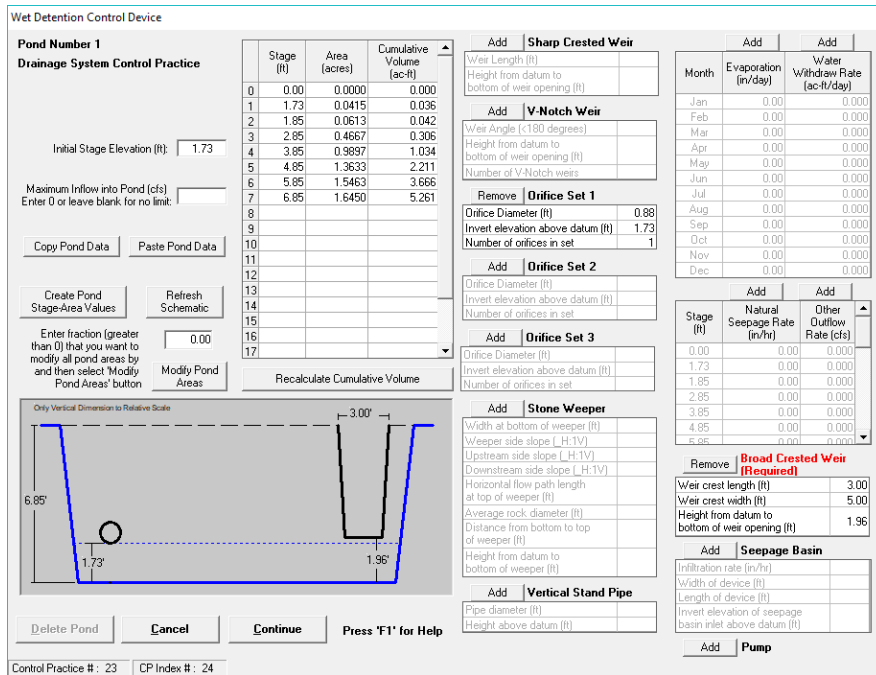 Wet Detention Control Device
Pond Number 1
Drainage System Control Practice
Initial Stage Elevation (ft): 1.73
Maximum Inflow into Pond (cfs)
Enter 0 or leave blank for no limit:
Copy Pond Data Paste Pond Data
Create Pond
Stage-Area Values
Refresh
Schematic
Enter fraction (greater
than 0) that you want to
modify all pond areas by
and then select 'Modify
Pond Areas' button
0.00
Modify Pond
Areas
Stage
(ft)
Area
(acres)
Cumulative
Volume
(ac-ft)
0 0.00 0.0000 0.000
1 1.73 0.0415 0.036
2 1.85 0.0613 0.042
3 2.85 0.4667 0.306
4 3.85 0.9897 1.034
5 4.85 1.3633 2.211
6 5.85 1.5463 3.666
7 6.85 1.6450 5.261
8
9
10
11
12
13
14
15
16
17
Recalculate Cumulative Volume
Only Vertical Dimension to Relative Scale
3.00'
6.85'
1.73'
1.96'
Delete Pond Cancel Continue Press 'F1' for Help
Control Practice # : 23 CP Index # : 24
Add Sharp Crested Weir
Weir Length (ft)
Height from datum to
bottom of weir opening (ft)
Add V-Notch Weir
Weir Angle (<180 degrees)
Height from datum to
bottom of weir opening (ft)
Number of V-Notch weirs
Remove Orifice Set 1
Orifice Diameter (ft) 0.88
Invert elevation above datum (ft) 1.73
Number of orifices in set 1
Add Orifice Set 2
Orifice Diameter (ft)
Invert elevation above datum (ft)
Number of orifices in set
Add Orifice Set 3
Orifice Diameter (ft)
Invert elevation above datum (ft)
Number of orifices in set
Add Stone Weeper
Width at bottom of weeper (ft)
Weeper side slope (_H:1V)
Upstream side slope (_H:1V)
Downstream side slope (_H:1V)
Horizontal flow path length
at top of weeper (ft)
Average rock diameter (ft)
Distance from bottom to top
of weeper (ft)
Height from datum to
bottom of weeper (ft)
Add Vertical Stand Pipe
Pipe diameter (ft)
Height above datum (ft)
Add Add
Month
Evaporation
(in/day)
Water
Withdraw Rate
(ac-ft/day)
Jan 0.00 0.000
Feb 0.00 0.000
Mar 0.00 0.000
Apr 0.00 0.000
May 0.00 0.000
Jun 0.00 0.000
Jul 0.00 0.000
Aug 0.00 0.000
Sep 0.00 0.000
Oct 0.00 0.000
Nov 0.00 0.000
Dec 0.00 0.000
Add Add
Stage
(ft)
Natural
Seepage Rate
(in/hr)
Other
Outflow
Rate (cfs)
0.00 0.00 0.000
1.73 0.00 0.000
1.85 0.00 0.000
2.85 0.00 0.000
3.85 0.00 0.000
4.85 0.00 0.000
5.85 0.00 0.000
Remove Broad Crested Weir
(Required)
Weir crest length (ft) 3.00
Weir crest width (ft) 5.00
Height from datum to
bottom of weir opening (ft) 1.96
Add Seepage Basin
Infiltration rate (in/hr)
Width of device (ft)
Length of device (ft)
Invert elevation of seepage
basin inlet above datum (ft)
Add Pump